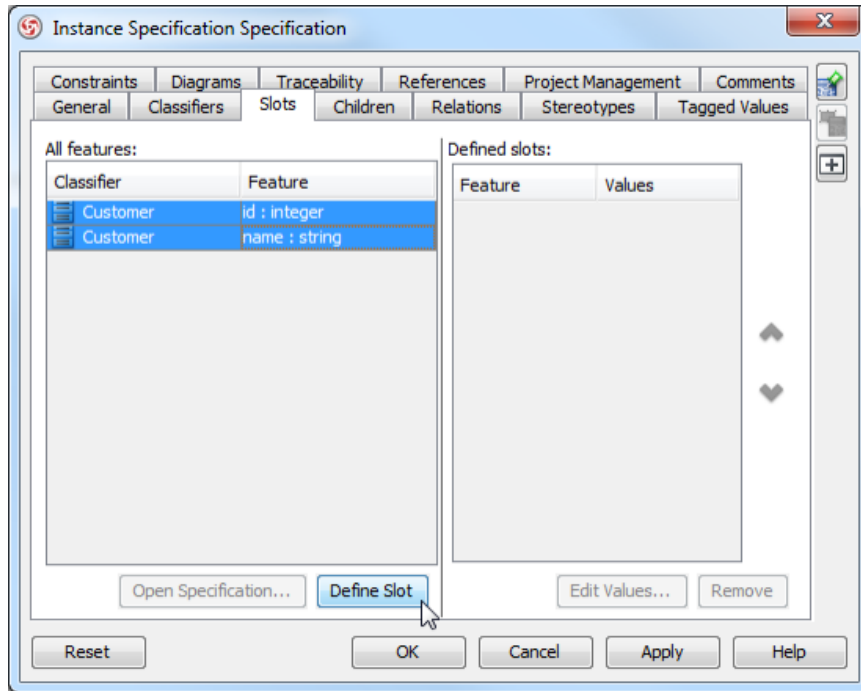 Instance Specification Specification
Constraints Diagrams Traceability References Project Management Comments
General Classifiers Slots Children Relations Stereotypes Tagged Values
All features:
Classifier Feature
Customer id : integer
Customer name : string
Defined slots:
Feature Values
Open Specification... Define Slot
Edit Values... Remove
Reset OK Cancel Apply Help